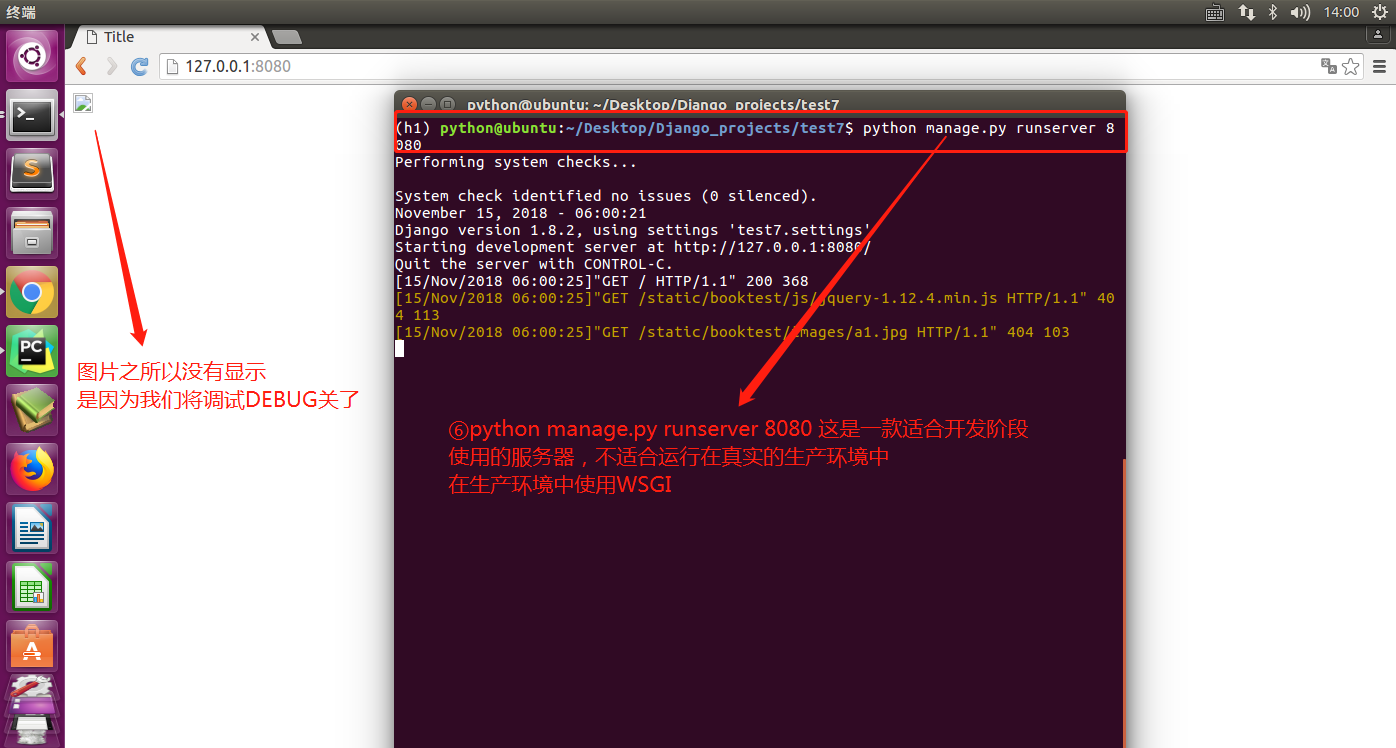 终端
14:00
Title
127.0.0.1:8080
python@ubuntu: ~/Desktop/Django_projects/test7
(h1) python@ubuntu:~/Desktop/Django_projects/test7$ python manage.py runserver 8
080
Performing system checks...
System check identified no issues (0 silenced).
November 15, 2018 - 06:00:21
Django version 1.8.2, using settings 'test7.settings'
Starting development server at http://127.0.0.1:8080/
Quit the server with CONTROL-C.
[15/Nov/2018 06:00:25]"GET / HTTP/1.1" 200 368
[15/Nov/2018 06:00:25]"GET /static/booktest/js/jquery-1.12.4.min.js HTTP/1.1" 40
4 113
[15/Nov/2018 06:00:25]"GET /static/booktest/images/a1.jpg HTTP/1.1" 404 103
图片之所以没有显示
是因为我们将调试DEBUG关了
⑥python manage.py runserver 8080 这是一款适合开发阶段
使用的服务器，不适合运行在真实的生产环境中
在生产环境中使用WSGI